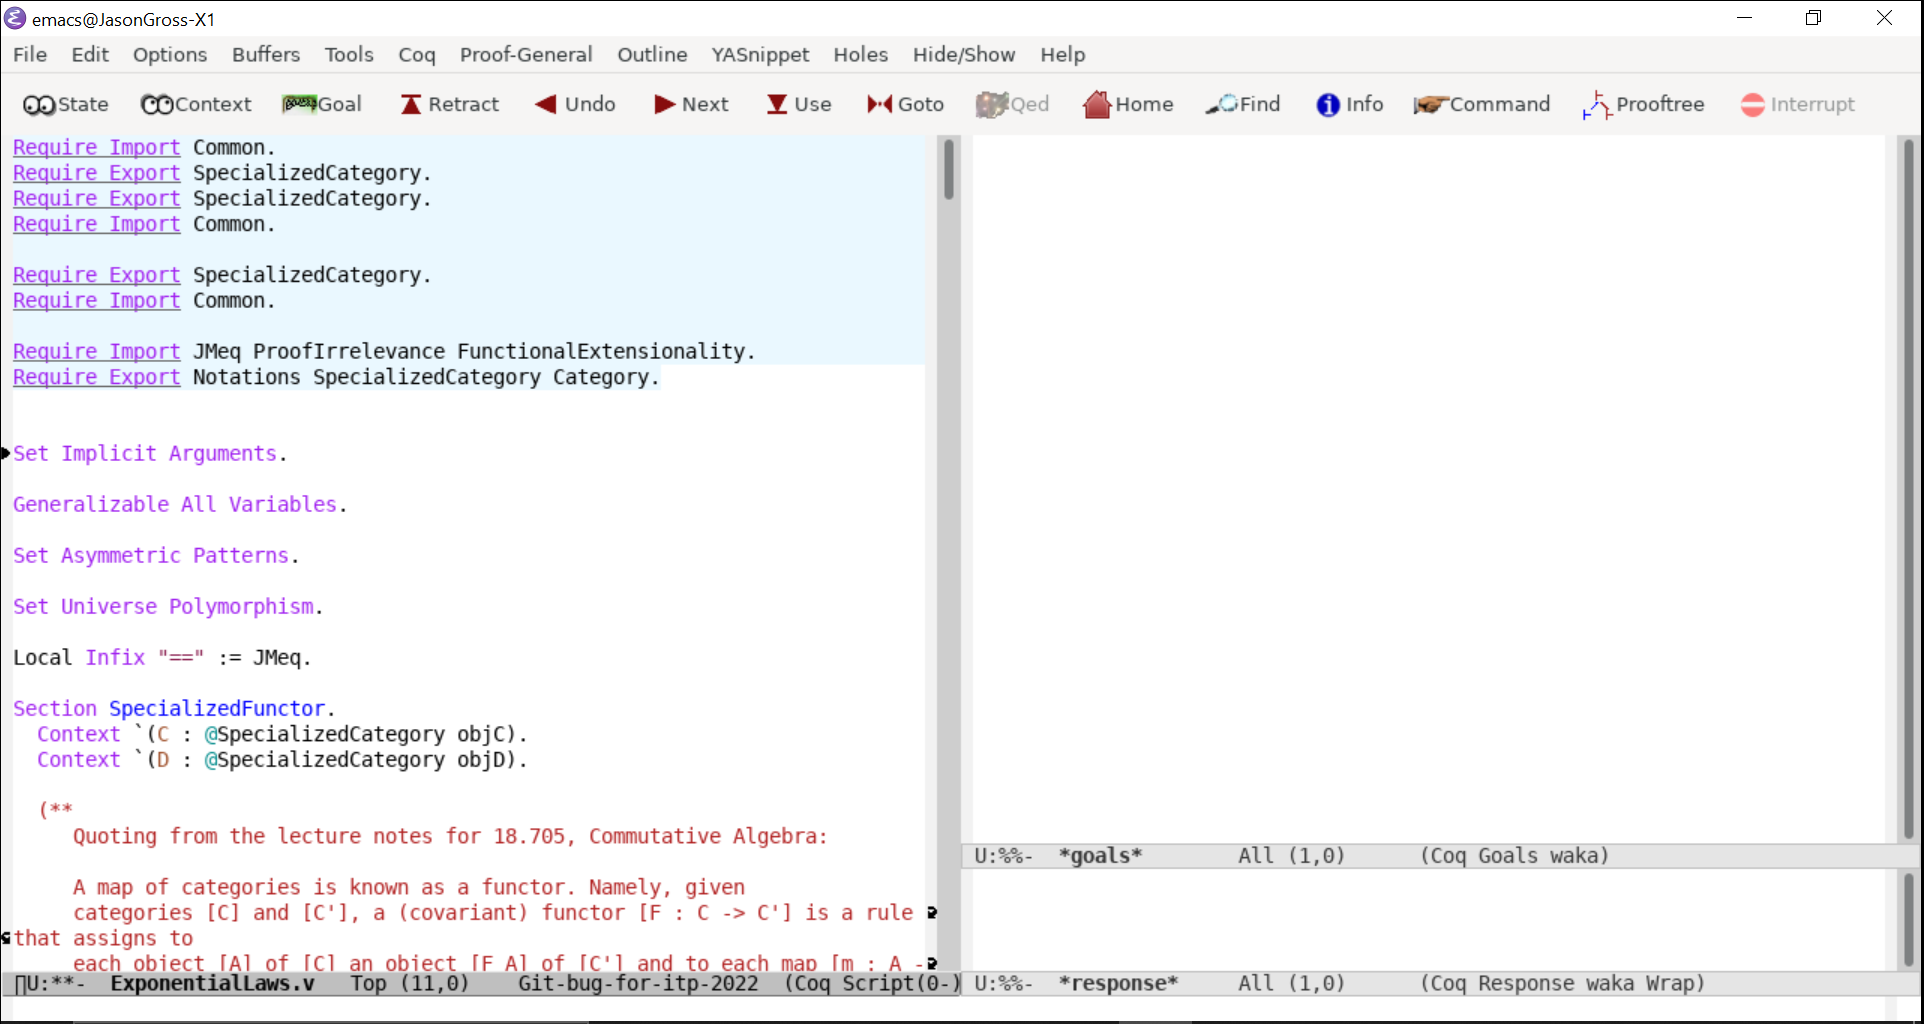 emacs@JasonGross-X1
File Edit Options Buffers Tools Coq Proof-General Outline YASnippet Holes Hide/Show Help
State Context Goal Retract Undo Next Use Goto Qed Home Find Info Command Prooftree Interrupt
Require Import Common.
Require Export SpecializedCategory.
Require Export SpecializedCategory.
Require Import Common.
Require Export SpecializedCategory.
Require Import Common.
Require Import JMeq ProofIrrelevance FunctionalExtensionality.
Require Export Notations SpecializedCategory Category.
Set Implicit Arguments.
Generalizable All Variables.
Set Asymmetric Patterns.
Set Universe Polymorphism.
Local Infix "==" := JMeq.
Section SpecializedFunctor.
Context `(C : @SpecializedCategory objC).
Context `(D : @SpecializedCategory objD).
(**
Quoting from the lecture notes for 18.705, Commutative Algebra:
A map of categories is known as a functor. Namely, given
categories [C] and [C'], a (covariant) functor [F : C -> C'] is a rule
that assigns to
each object [A] of [C] an object [F A] of [C'] and to each map [m : A -
U:**- ExponentialLaws.v Top (11,0) Git-bug-for-itp-2022 (Coq Script(0-)
U:%%- *goals* All (1,0) (Coq Goals waka)
U:%%- *response* All (1,0) (Coq Response waka Wrap)